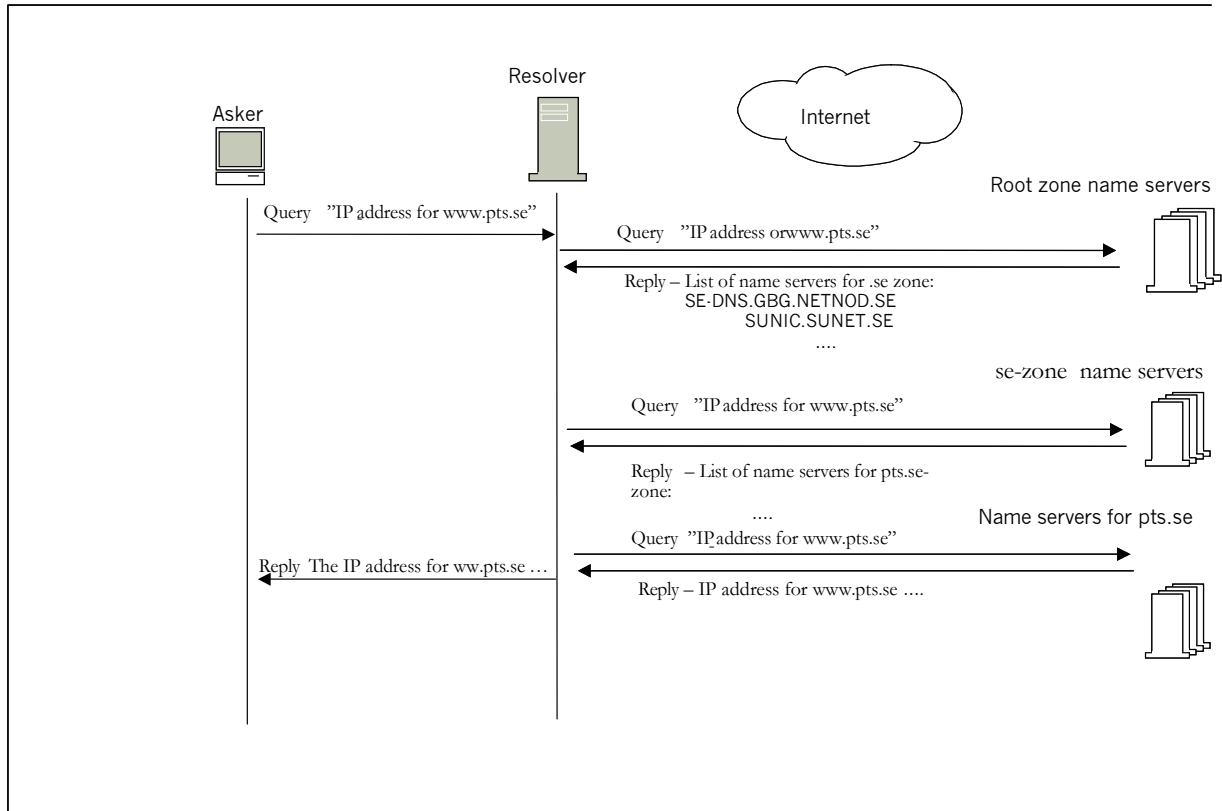 Resolver
Asker
Internet
Root zone name servers
Query ”IP address for www.pts.se”
Query ”IP address orwww.pts.se”
Reply – List of name servers for .se zone:
SE-DNS.GBG.NETNOD.SE
SUNIC.SUNET.SE
....
se-zone name servers
Query ”IP address for www.pts.se”
Reply – List of name servers for pts.se-
zone:
....
Name servers for pts.se
Query ”IP address for www.pts.se”
Reply The IP address for ww.pts.se …
Reply – IP address for www.pts.se ....